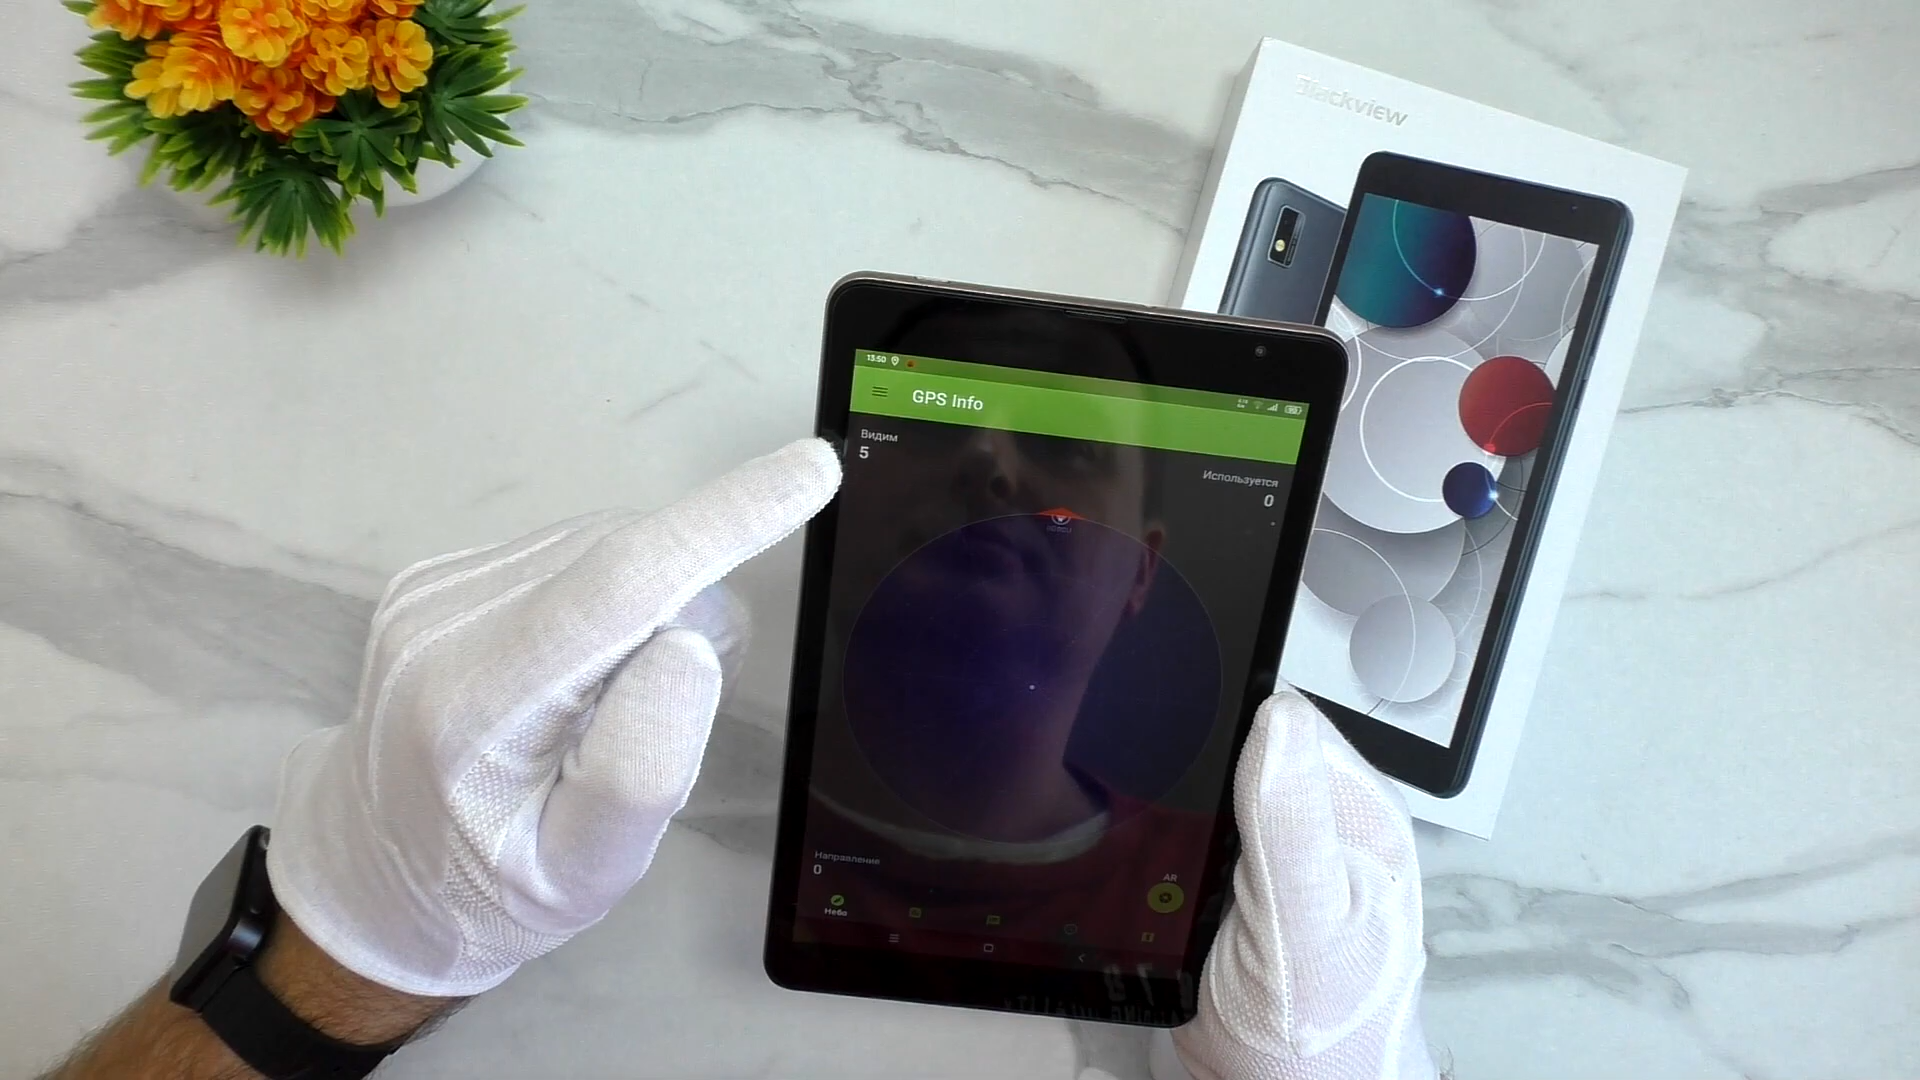 Blackview
13:50
GPS Info
Видим
5
Используется
0
Направление
0
AR
Небо